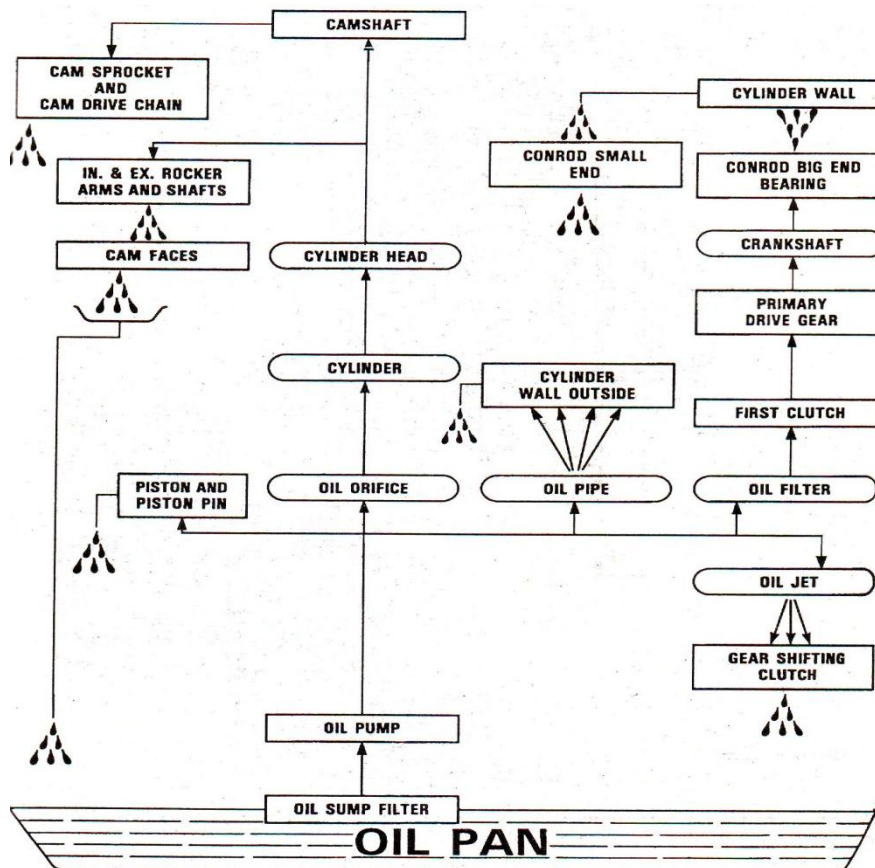 CAMSHAFT
CAM SPROCKET
AND
CAM DRIVE CHAIN
CYLINDER WALL
CONROD SMALL
END
CONROD BIG END
BEARING
IN. & EX. ROCKER
ARMS AND SHAFTS
CAM FACES
CYLINDER HEAD
CRANKSHAFT
PRIMARY
DRIVE GEAR
CYLINDER
CYLINDER
WALL OUTSIDE
FIRST CLUTCH
PISTON AND
PISTON PIN
OIL ORIFICE
OIL PIPE
OIL FILTER
OIL JET
GEAR SHIFTING
CLUTCH
OIL PUMP
OIL SUMP FILTER
OIL PAN